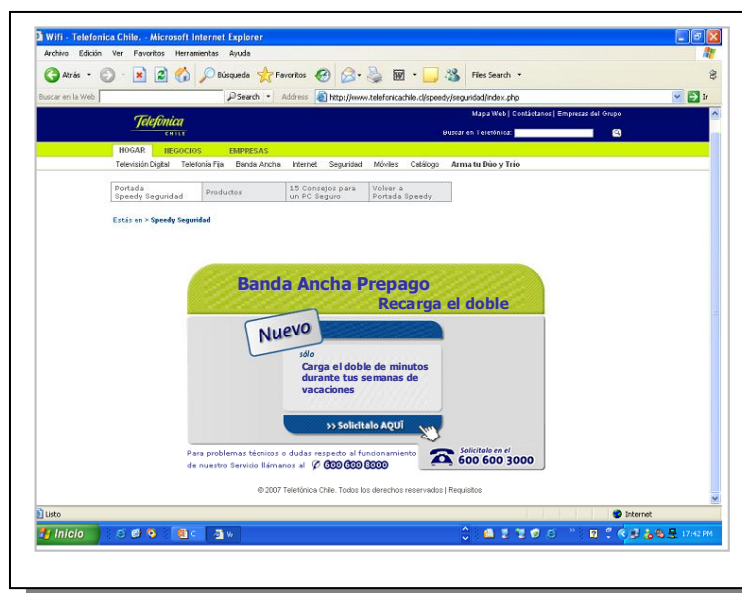 Wifi - Telefonica Chile. - Microsoft Internet Explorer
Archivo Edición Ver Favoritos Herramientas Ayuda
Atrás Búsqueda Favoritos Files Search
Buscar en la Web Search Address http://www.telefonicachile.cl/speedy/seguridad/index.php Ir
Mapa Web | Contáctanos | Empresas del Grupo
Telefónica
CHILE
Buscar en Telefónica:
HOGAR NEGOCIOS EMPRESAS
Televisión Digital Telefonía Fija Banda Ancha Internet Seguridad Móviles Catálogo Arma tu Dúo y Trío
Portada
Speedy Seguridad
Productos
15 Consejos para
un PC Seguro
Volver a
Portada Speedy
Estás en > Speedy Seguridad
Banda Ancha Prepago
Recarga el doble
Nuevo
sólo
Carga el doble de minutos
durante tus semanas de
vacaciones
>> Solicítalo AQUÍ
Para problemas técnicos o dudas respecto al funcionamiento
de nuestro Servicio llámanos al 600 600 8000
Solicítalo en el
600 600 3000
© 2007 Telefónica Chile. Todos los derechos reservados | Requisitos
Listo Internet
Inicio C W 17:42 PM